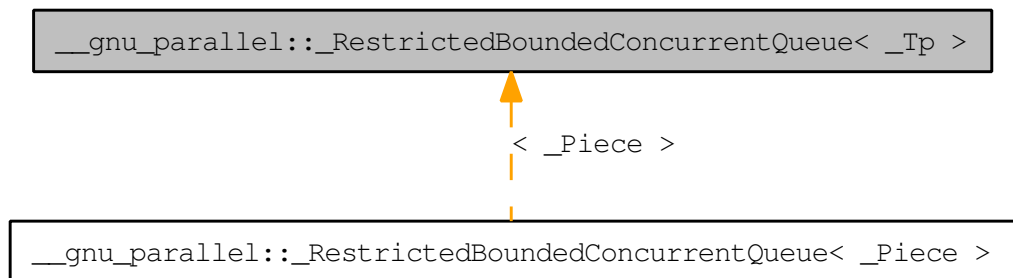 __gnu_parallel::_RestrictedBoundedConcurrentQueue< _Tp >
< _Piece >
__gnu_parallel::_RestrictedBoundedConcurrentQueue< _Piece >